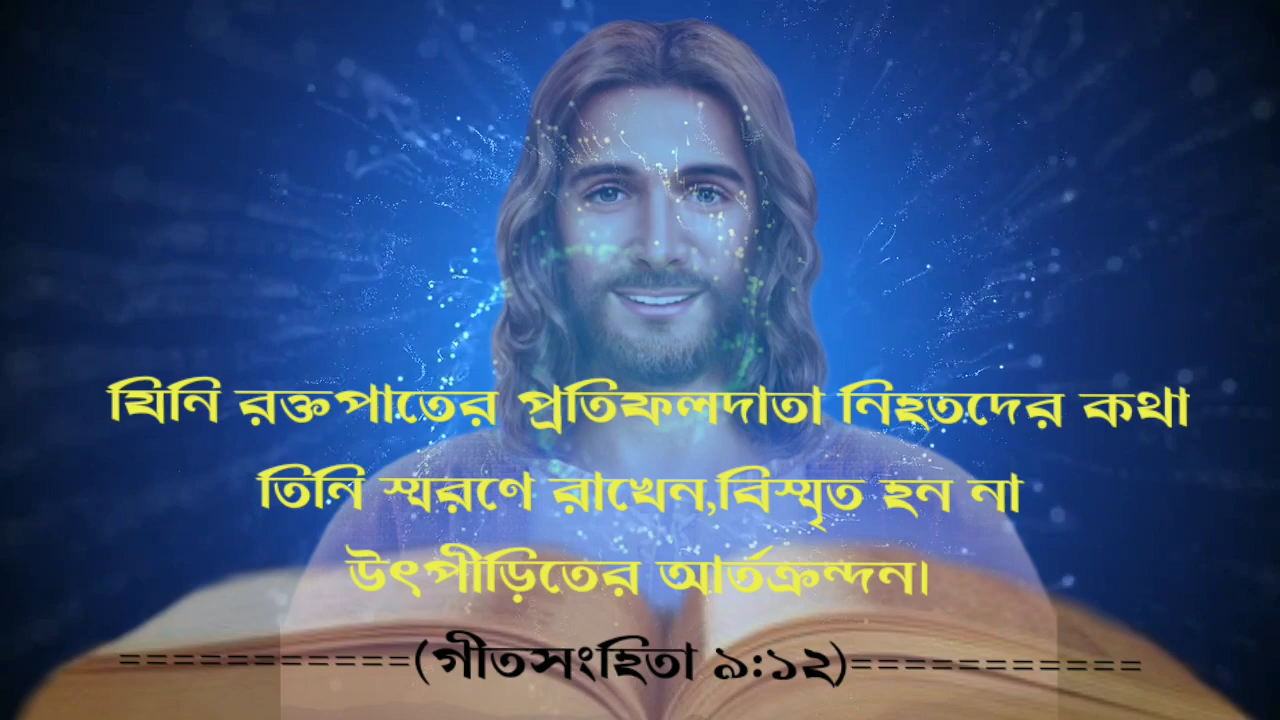 যিনি রক্তপাতের প্রতিফলদাতা নিহতদের কথা
তিনি স্মরণে রাখেন,বিস্মৃত হন না
উৎপীড়িতের আর্তক্রন্দন।
===========(গীতসংহিতা ৯:১২)===========